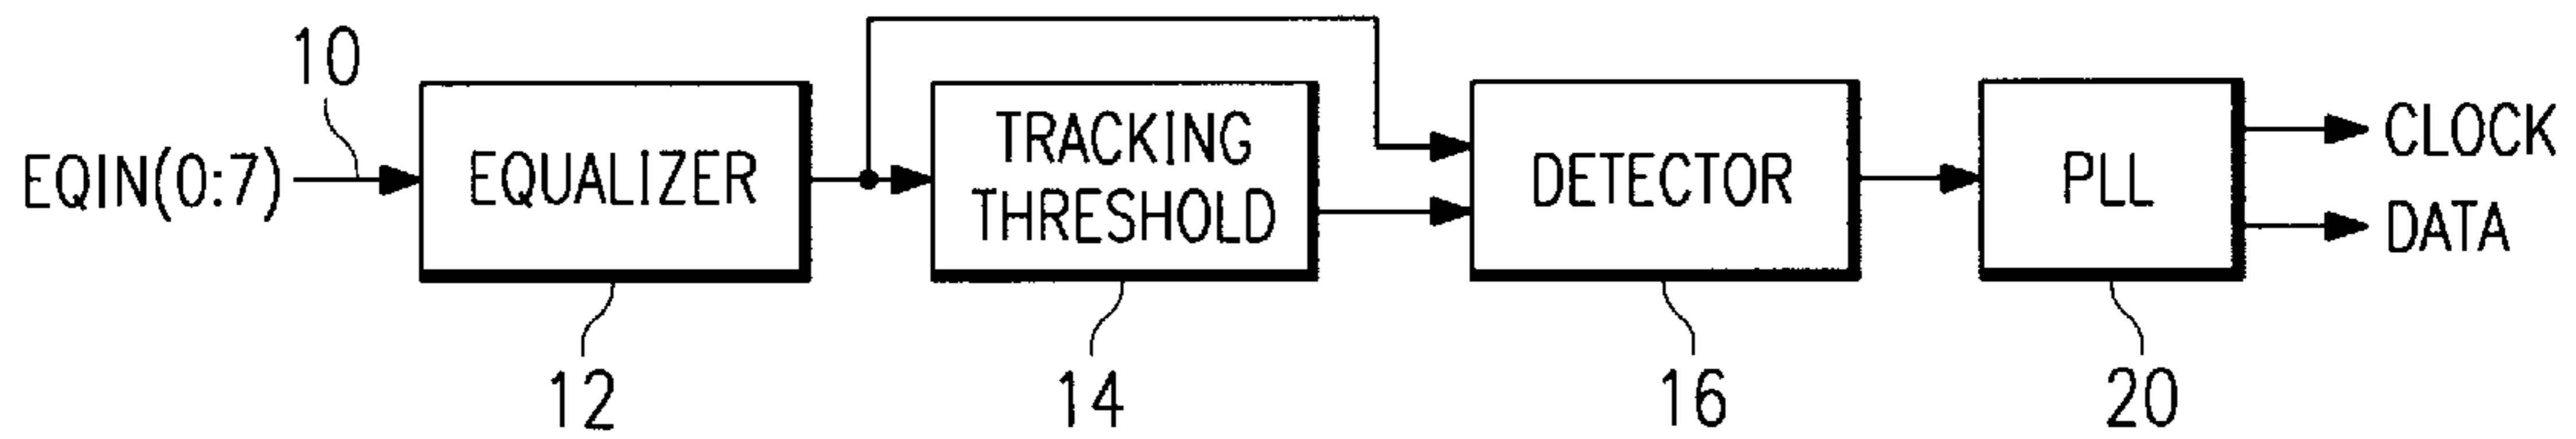 10
EQIN(0:7)
EQUALIZER
TRACKING
THRESHOLD
DETECTOR
PLL
CLOCK
DATA
12
14
16
20